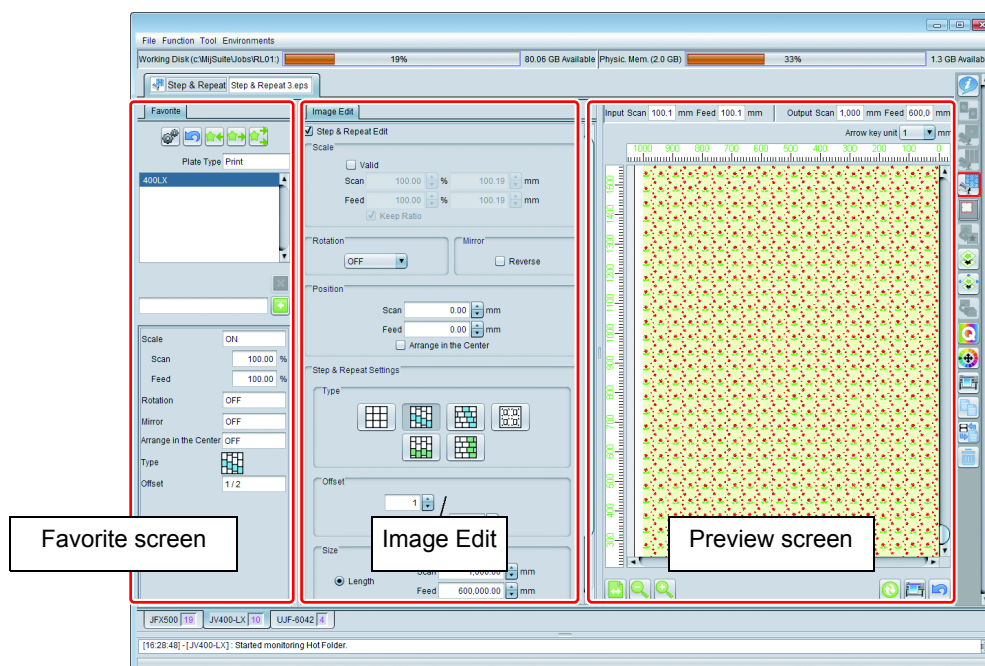 File Function Tool Environments
Working Disk (c:\MijSuite\Jobs\RL01:) 19% 80.06 GB Available Physic. Mem. (2.0 GB) 33% 1.3 GB Availab
Step & Repeat Step & Repeat 3.eps
Favorite
Plate Type Print
400LX
Scale ON
Scan 100.00 %
Feed 100.00 %
Rotation OFF
Mirror OFF
Arrange in the Center OFF
Type
Offset 1 / 2
Favorite screen
Image Edit
Step & Repeat Edit
Scale
Valid
Scan 100.00 % 100.19 mm
Feed 100.00 % 100.19 mm
Keep Ratio
Rotation Mirror
OFF Reverse
Position
Scan 0.00 mm
Feed 0.00 mm
Arrange in the Center
Step & Repeat Settings
Type
Offset
1 /
Image Edit
Size
Length
Scan 1,000.00 mm
Feed 600,000.00 mm
Input Scan 100.1 mm Feed 100.1 mm Output Scan 1,000 mm Feed 600,0 mm
Arrow key unit 1 mm
1000 900 800 700 600 500 400 300 200 100 0
Preview screen
JFX500 19 JV400-LX 10 UJF-6042 4
[16:28:48] - [JV400-LX] : Started monitoring Hot Folder.